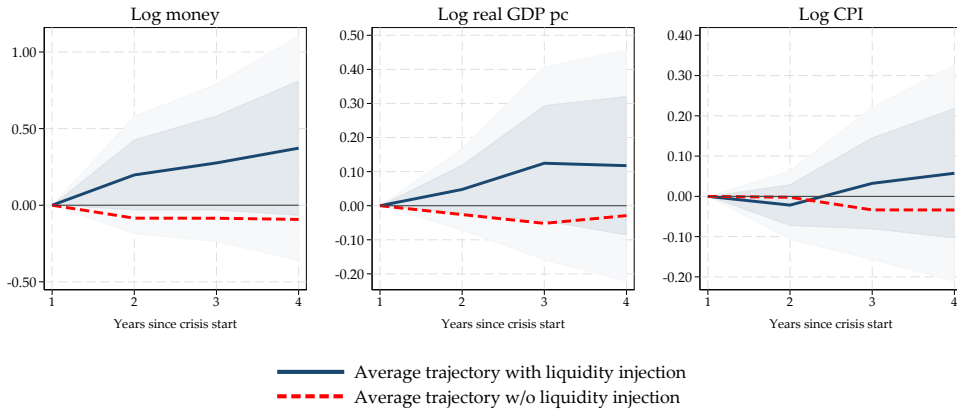 Log money
1.00
0.50
0.00
-0.50
1 2 3 4
Years since crisis start
Log real GDP pc
0.50
0.40
0.30
0.20
0.10
0.00
-0.10
-0.20
1 2 3 4
Years since crisis start
Log CPI
0.40
0.30
0.20
0.10
0.00
-0.10
-0.20
1 2 3 4
Years since crisis start
Average trajectory with liquidity injection
Average trajectory w/o liquidity injection